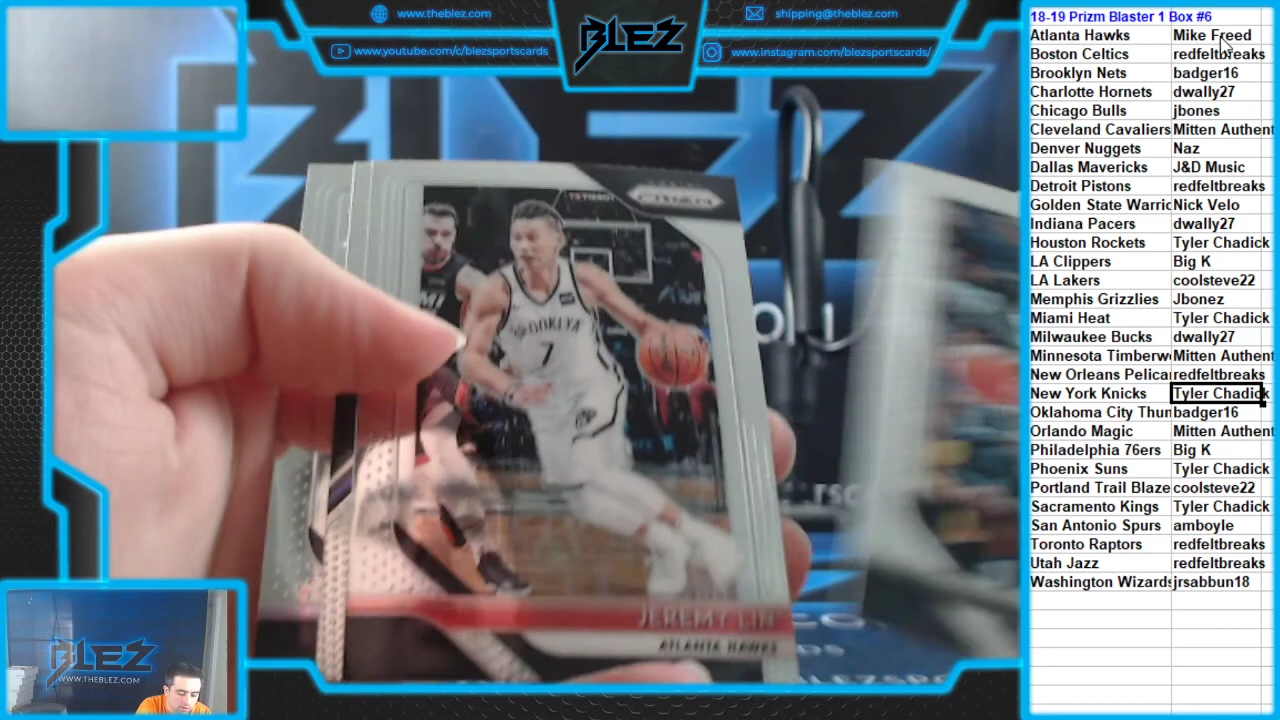 www.theblez.com
shipping@theblez.com
www.youtube.com/c/blezsportscards
www.instagram.com/blezsportscards/
BLEZ
18-19 Prizm Blaster 1 Box #6
Atlanta Hawks Mike Freed
Boston Celtics redfeltbreaks
Brooklyn Nets badger16
Charlotte Hornets dwally27
Chicago Bulls jbones
Cleveland Cavaliers Mitten Authent
Denver Nuggets Naz
Dallas Mavericks J&D Music
Detroit Pistons redfeltbreaks
Golden State Warric Nick Velo
Indiana Pacers dwally27
Houston Rockets Tyler Chadick
LA Clippers Big K
LA Lakers coolsteve22
Memphis Grizzlies Jbonez
Miami Heat Tyler Chadick
Milwaukee Bucks dwally27
Minnesota Timberw Mitten Authent
New Orleans Pelica redfeltbreaks
New York Knicks Tyler Chadick
Oklahoma City Thun badger16
Orlando Magic Mitten Authent
Philadelphia 76ers Big K
Phoenix Suns Tyler Chadick
Portland Trail Blaze coolsteve22
Sacramento Kings Tyler Chadick
San Antonio Spurs amboyle
Toronto Raptors redfeltbreaks
Utah Jazz redfeltbreaks
Washington Wizards jrsabbun18
PRIZM
BROOKLYN
7
JEREMY LIN
ATLANTA HAWKS
BLEZ
WWW.THEBLEZ.COM